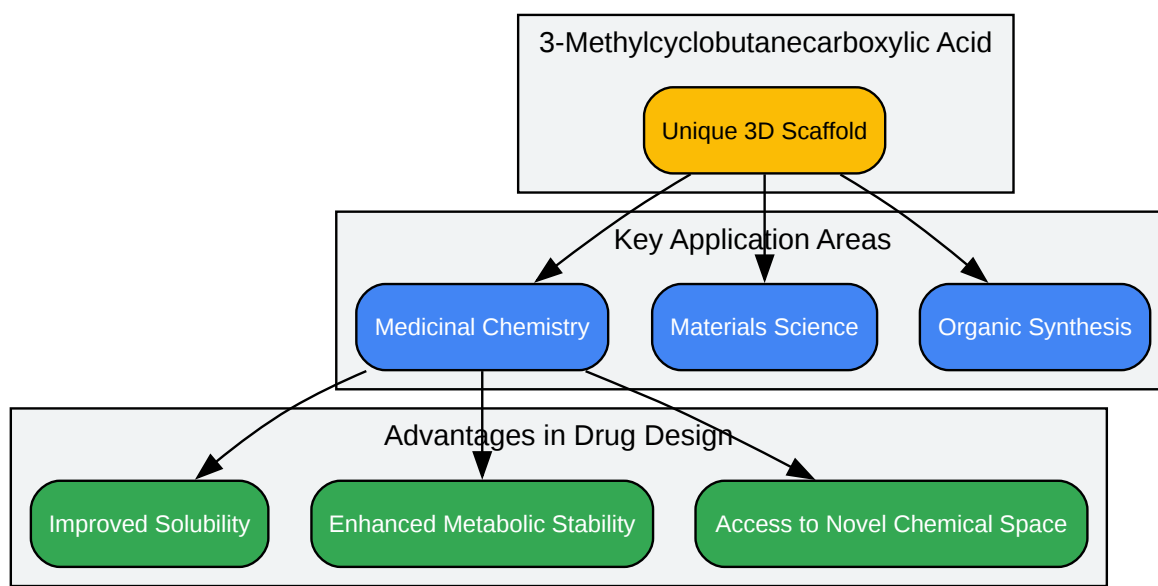 3-Methylcyclobutanecarboxylic Acid
Unique 3D Scaffold
Key Application Areas
Medicinal Chemistry
Materials Science
Organic Synthesis
Advantages in Drug Design
Improved Solubility
Enhanced Metabolic Stability
Access to Novel Chemical Space